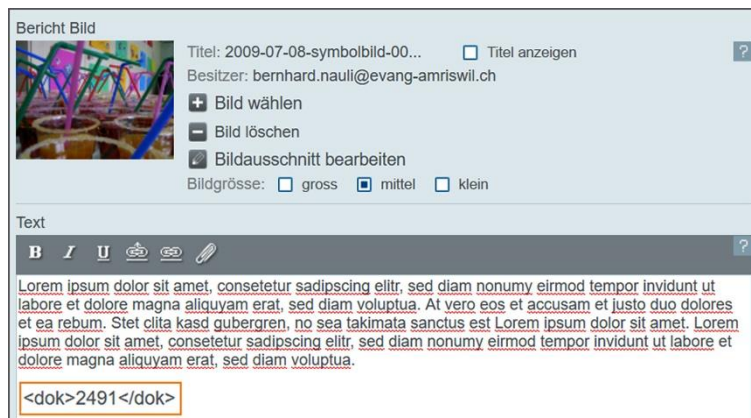 Bericht Bild
Titel: 2009-07-08-symbolbild-00... Titel anzeigen ?
Besitzer: bernhard.nauli@evang-amriswil.ch
Bild wählen
Bild löschen
Bildausschnitt bearbeiten
Bildgrösse: gross mittel klein
Text
B I U ?
Lorem ipsum dolor sit amet, consetetur sadipscing elitr, sed diam nonumy eirmod tempor invidunt ut
labore et dolore magna aliquyam erat, sed diam voluptua. At vero eos et accusam et justo duo dolores
et ea rebum. Stet clita kasd gubergren, no sea takimata sanctus est Lorem ipsum dolor sit amet. Lorem
ipsum dolor sit amet, consetetur sadipscing elitr, sed diam nonumy eirmod tempor invidunt ut labore et
dolore magna aliquyam erat, sed diam voluptua.
<dok>2491</dok>